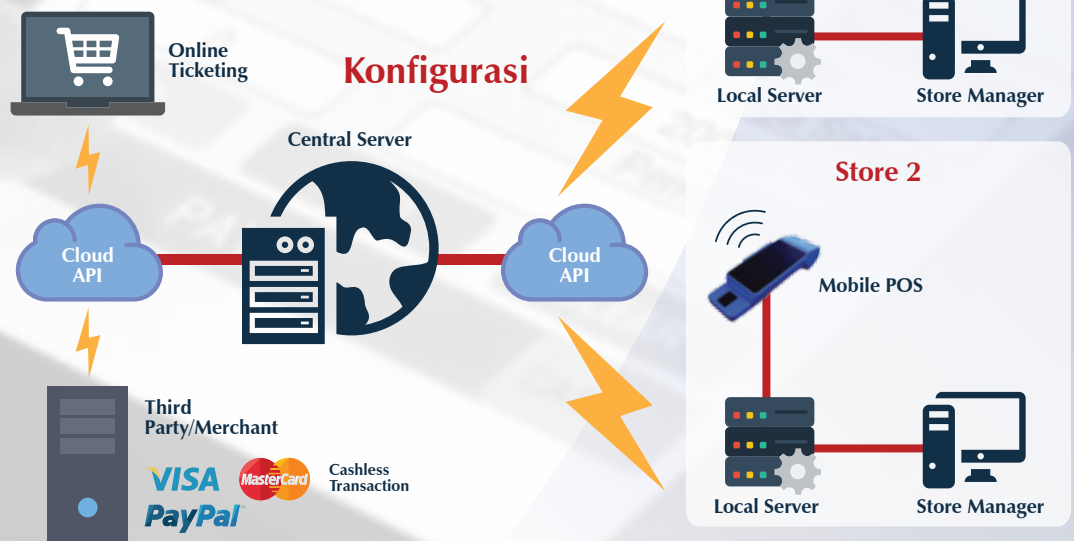 Online
Ticketing
Konfigurasi
Central Server
Cloud
API
Cloud
API
Third
Party/Merchant
VISA
MasterCard
PayPal
Cashless
Transaction
Local Server
Store Manager
Store 2
Mobile POS
Local Server
Store Manager